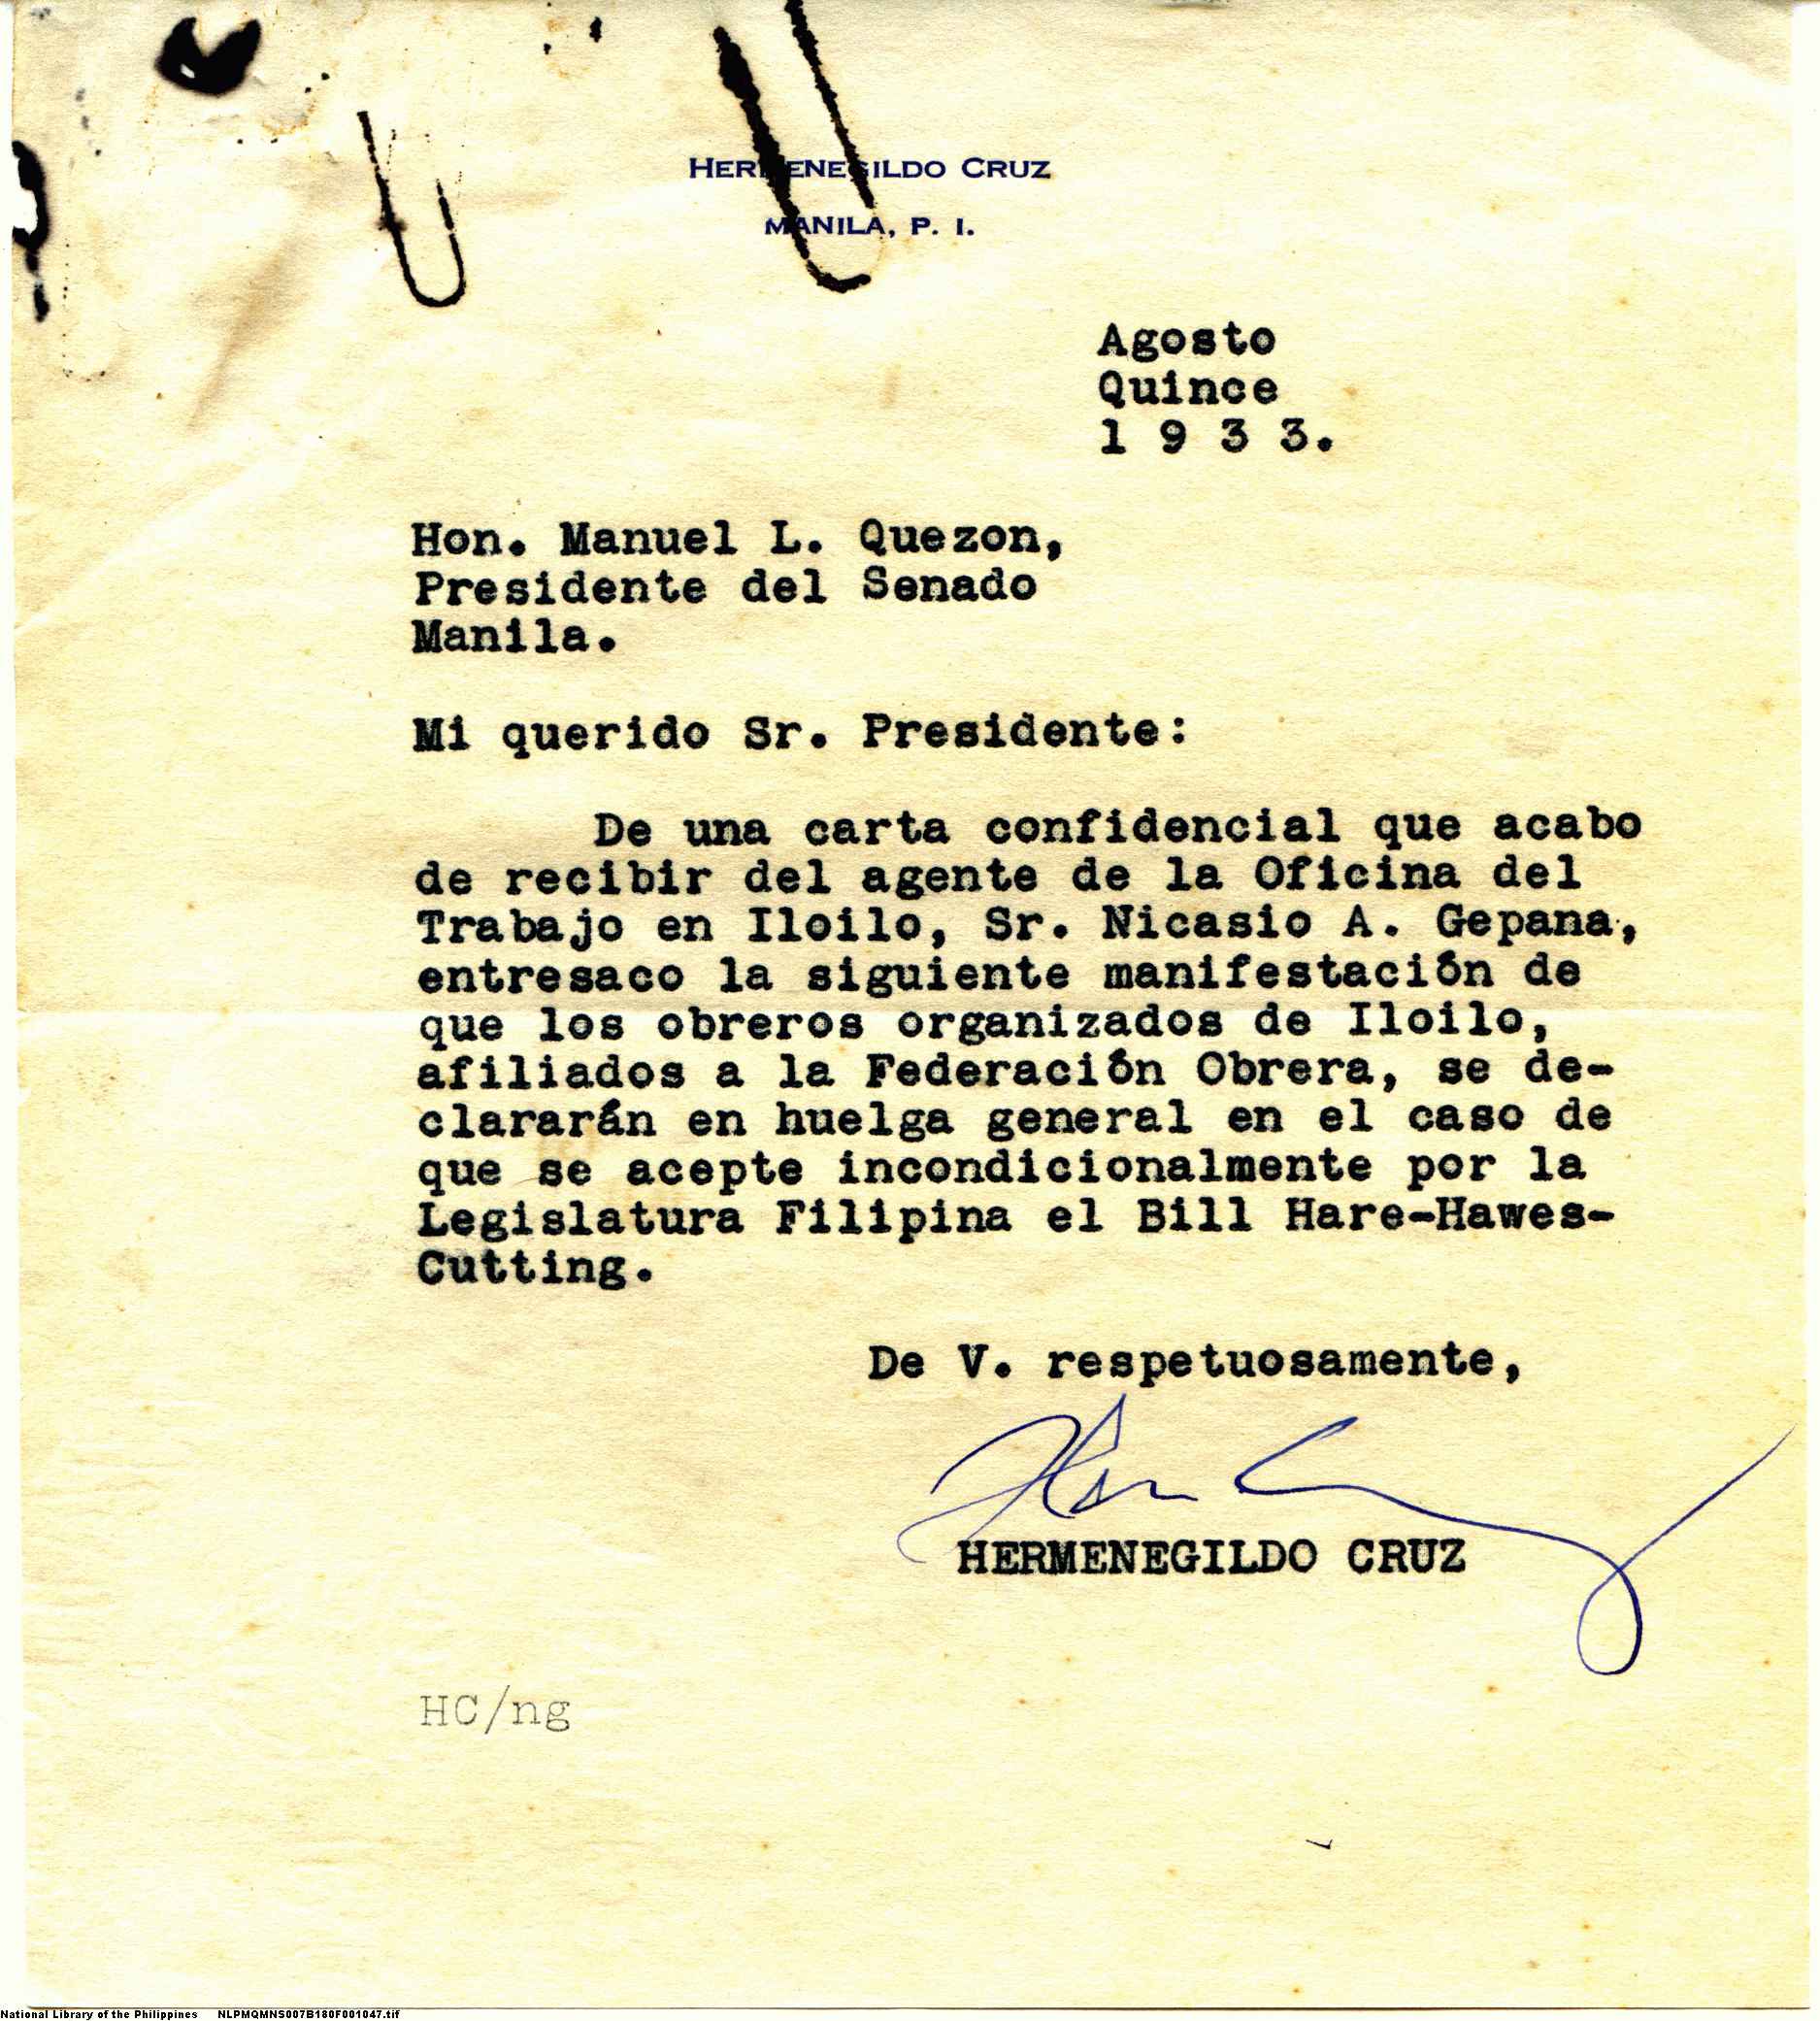 HERMENEGILDO CRUZ
MANILA, P. I.
Agosto
Quince
1 9 3 3.
Hon. Manuel L. Quezon,
Presidente del Senado
Manila.
Mi querido Sr. Presidente:
De una carta confidencial que acabo
de recibir del agente de la Oficina del
Trabajo en Iloilo, Sr. Nicasio A. Gepana,
entresaco la siguiente manifestación de
que los obreros organizados de Iloilo,
afiliados a la Federación Obrera, se de-
clararán en huelga general en el caso de
que se acepte incondicionalmente por la
Legislatura Filipina el Bill Hare-Hawes-
Cutting.
De V. respetuosamente,
HERMENEGILDO CRUZ
HC/ng
National Library of the Philippines NLPMQMNS007B180F001047.tif